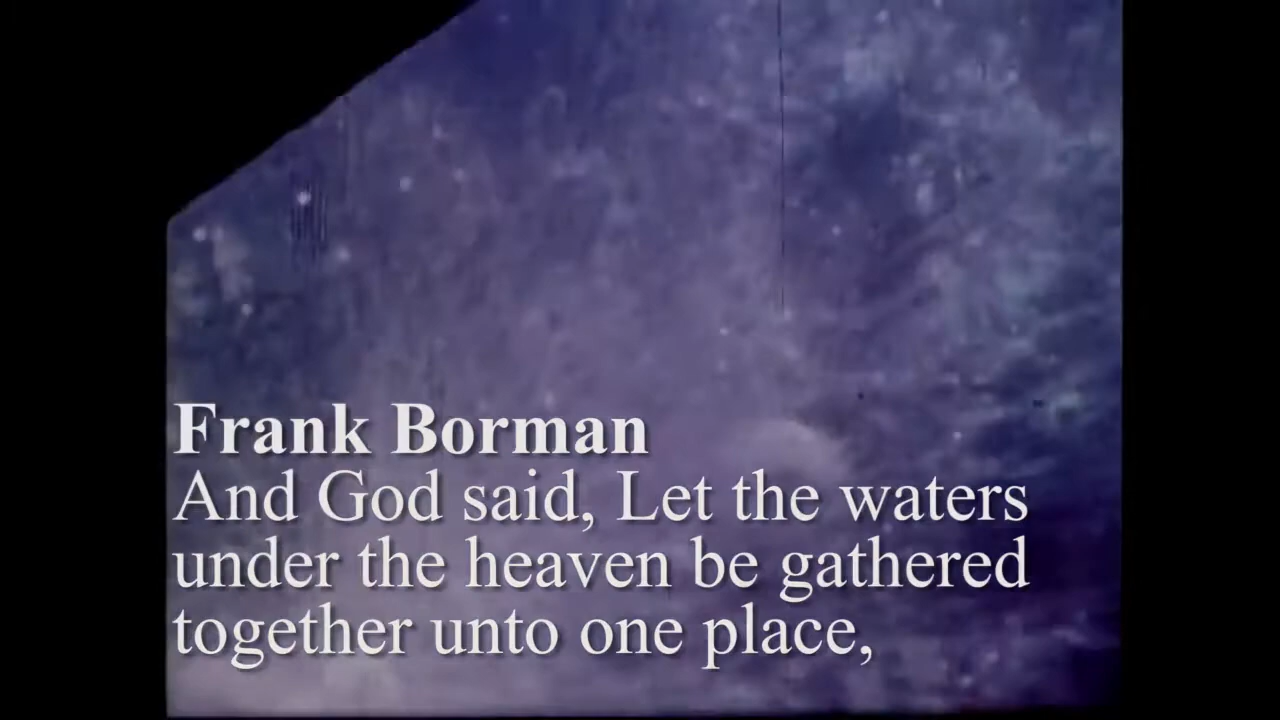 Frank Borman
And God said, Let the waters
under the heaven be gathered
together unto one place,